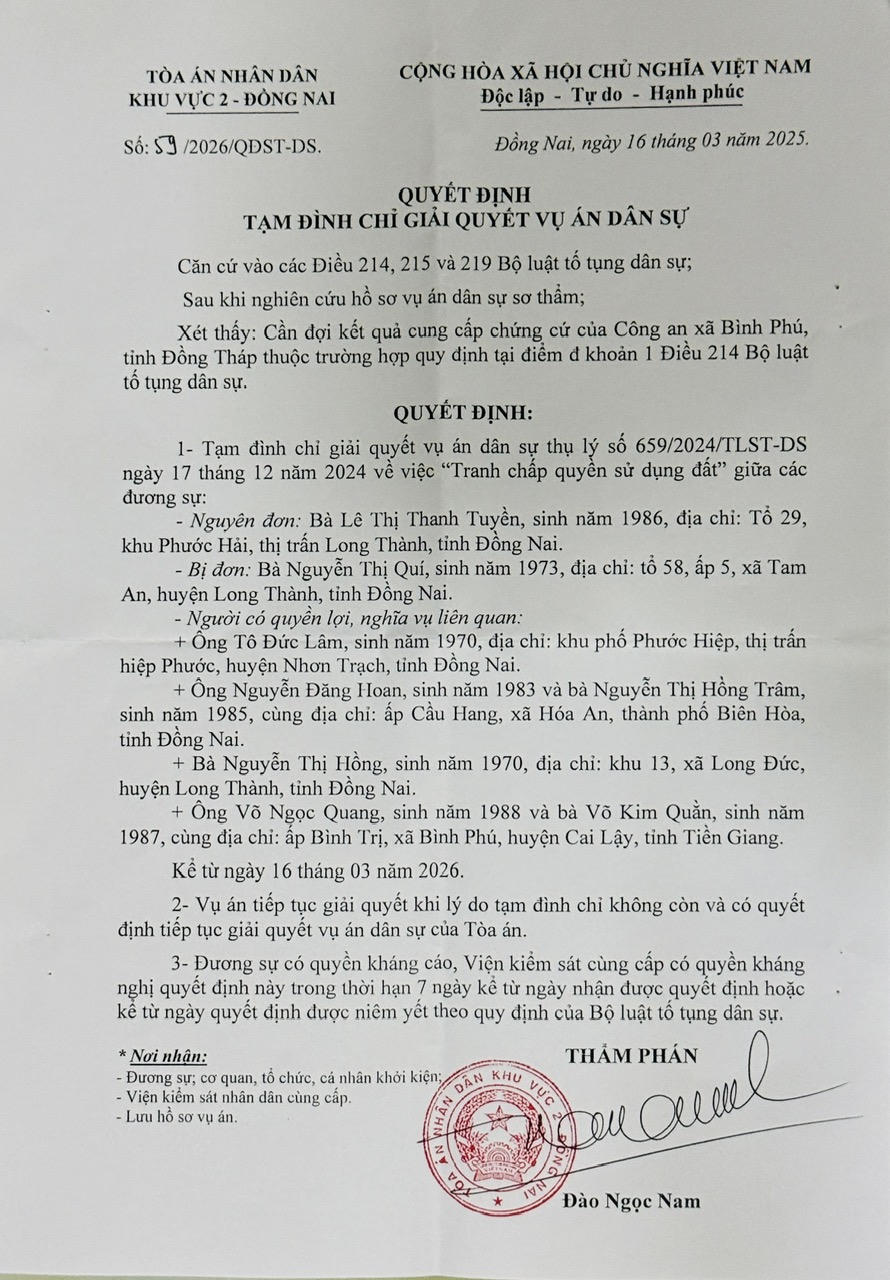 TÒA ÁN NHÂN DÂN
KHU VỰC 2 - ĐỒNG NAI
CỘNG HÒA XÃ HỘI CHỦ NGHĨA VIỆT NAM
Độc lập - Tự do - Hạnh phúc
Số: 59 /2026/QĐST-DS.
Đồng Nai, ngày 16 tháng 03 năm 2025.
QUYẾT ĐỊNH
TẠM ĐÌNH CHỈ GIẢI QUYẾT VỤ ÁN DÂN SỰ
Căn cứ vào các Điều 214, 215 và 219 Bộ luật tố tụng dân sự;
Sau khi nghiên cứu hồ sơ vụ án dân sự sơ thẩm;
Xét thấy: Cần đợi kết quả cung cấp chứng cứ của Công an xã Bình Phú,
tỉnh Đồng Tháp thuộc trường hợp quy định tại điểm đ khoản 1 Điều 214 Bộ luật
tố tụng dân sự.
QUYẾT ĐỊNH:
1- Tạm đình chỉ giải quyết vụ án dân sự thụ lý số 659/2024/TLST-DS
ngày 17 tháng 12 năm 2024 về việc “Tranh chấp quyền sử dụng đất” giữa các
đương sự:
- Nguyên đơn: Bà Lê Thị Thanh Tuyền, sinh năm 1986, địa chỉ: Tổ 29,
khu Phước Hải, thị trấn Long Thành, tỉnh Đồng Nai.
- Bị đơn: Bà Nguyễn Thị Quí, sinh năm 1973, địa chỉ: tổ 58, ấp 5, xã Tam
An, huyện Long Thành, tỉnh Đồng Nai.
- Người có quyền lợi, nghĩa vụ liên quan:
+ Ông Tô Đức Lâm, sinh năm 1970, địa chỉ: khu phố Phước Hiệp, thị trấn
hiệp Phước, huyện Nhơn Trạch, tỉnh Đồng Nai.
+ Ông Nguyễn Đăng Hoan, sinh năm 1983 và bà Nguyễn Thị Hồng Trâm,
sinh năm 1985, cùng địa chỉ: ấp Cầu Hang, xã Hóa An, thành phố Biên Hòa,
tỉnh Đồng Nai.
+ Bà Nguyễn Thị Hồng, sinh năm 1970, địa chỉ: khu 13, xã Long Đức,
huyện Long Thành, tỉnh Đồng Nai.
+ Ông Võ Ngọc Quang, sinh năm 1988 và bà Võ Kim Quằn, sinh năm
1987, cùng địa chỉ: ấp Bình Trị, xã Bình Phú, huyện Cai Lậy, tỉnh Tiền Giang.
Kể từ ngày 16 tháng 03 năm 2026.
2- Vụ án tiếp tục giải quyết khi lý do tạm đình chỉ không còn và có quyết
định tiếp tục giải quyết vụ án dân sự của Tòa án.
3- Đương sự có quyền kháng cáo, Viện kiểm sát cùng cấp có quyền kháng
nghị quyết định này trong thời hạn 7 ngày kể từ ngày nhận được quyết định hoặc
kể từ ngày quyết định được niêm yết theo quy định của Bộ luật tố tụng dân sự.
* Nơi nhận:
- Đương sự; cơ quan, tổ chức, cá nhân khởi kiện;
- Viện kiểm sát nhân dân cùng cấp.
- Lưu hồ sơ vụ án.
THẨM PHÁN
TÒA ÁN NHÂN DÂN KHU VỰC 2 ĐỒNG NAI
Đào Ngọc Nam